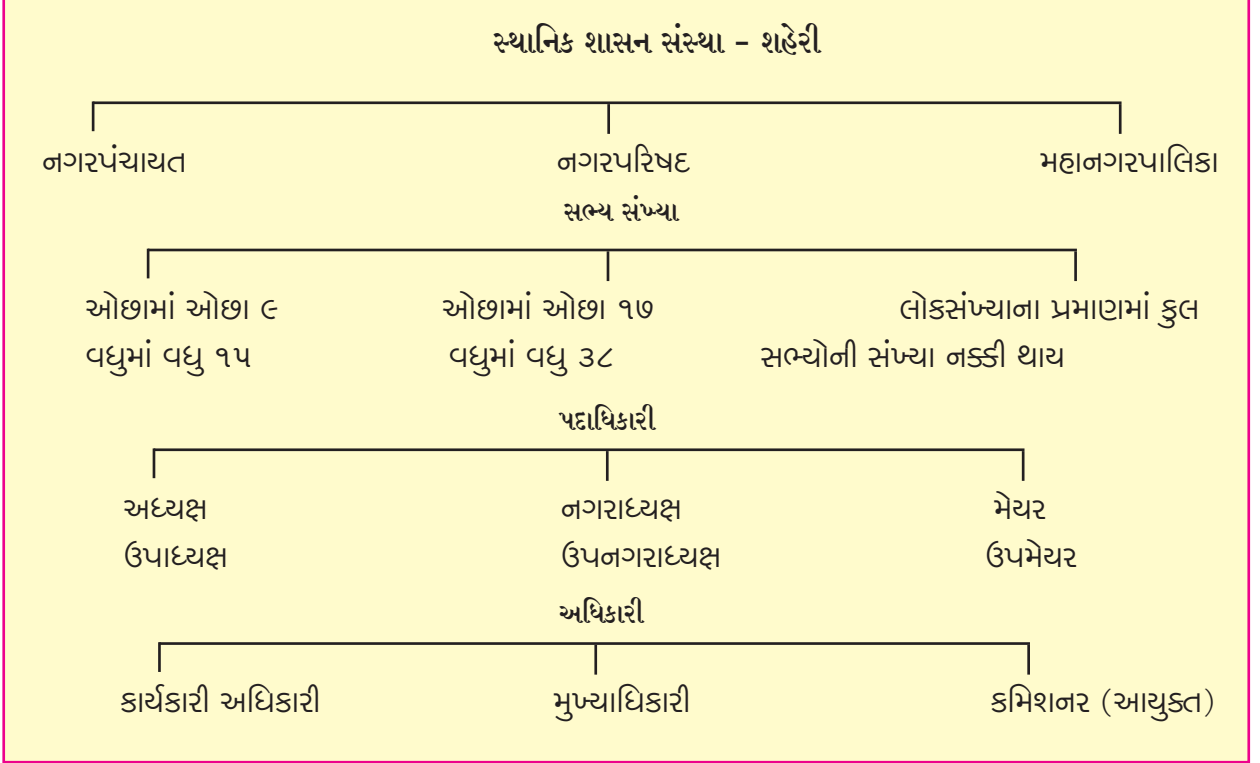 સ્થાનિક શાસન સંસ્થા - શહેરી
નગરપંચાયત નગરપરિષદ મહાનગરપાલિકા
સભ્ય સંખ્યા
ઓછામાં ઓછા ૯ ઓછામાં ઓછા ૧૭ લોકસંખ્યાના પ્રમાણમાં કુલ
વધુમાં વધુ ૧૫ વધુમાં વધુ ૩૮ સભ્યોની સંખ્યા નક્કી થાય
પદાધિકારી
અધ્યક્ષ નગરાધ્યક્ષ મેયર
ઉપાધ્યક્ષ ઉપનગરાધ્યક્ષ ઉપમેયર
અધિકારી
કાર્યકારી અધિકારી મુખ્યાધિકારી કમિશનર (આયુક્ત)